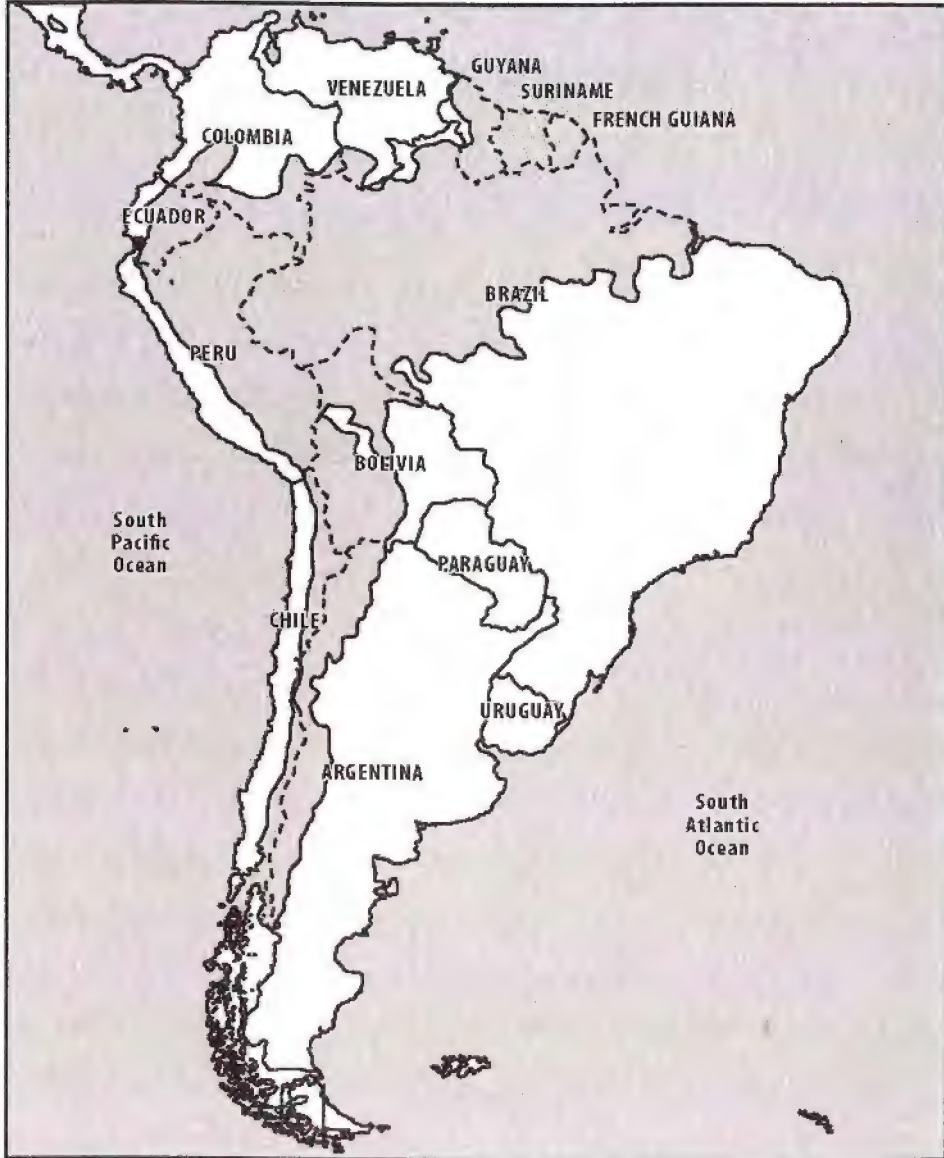 GUYANA
VENEZUELA
SURINAME
FRENCH GUIANA
COLOMBIA
ECUADOR
BRAZIL
PERU
BOLIVIA
South
Pacific
Ocean
PARAGUAY
CHILE
URUGUAY
ARGENTINA
South
Atlantic
Ocean